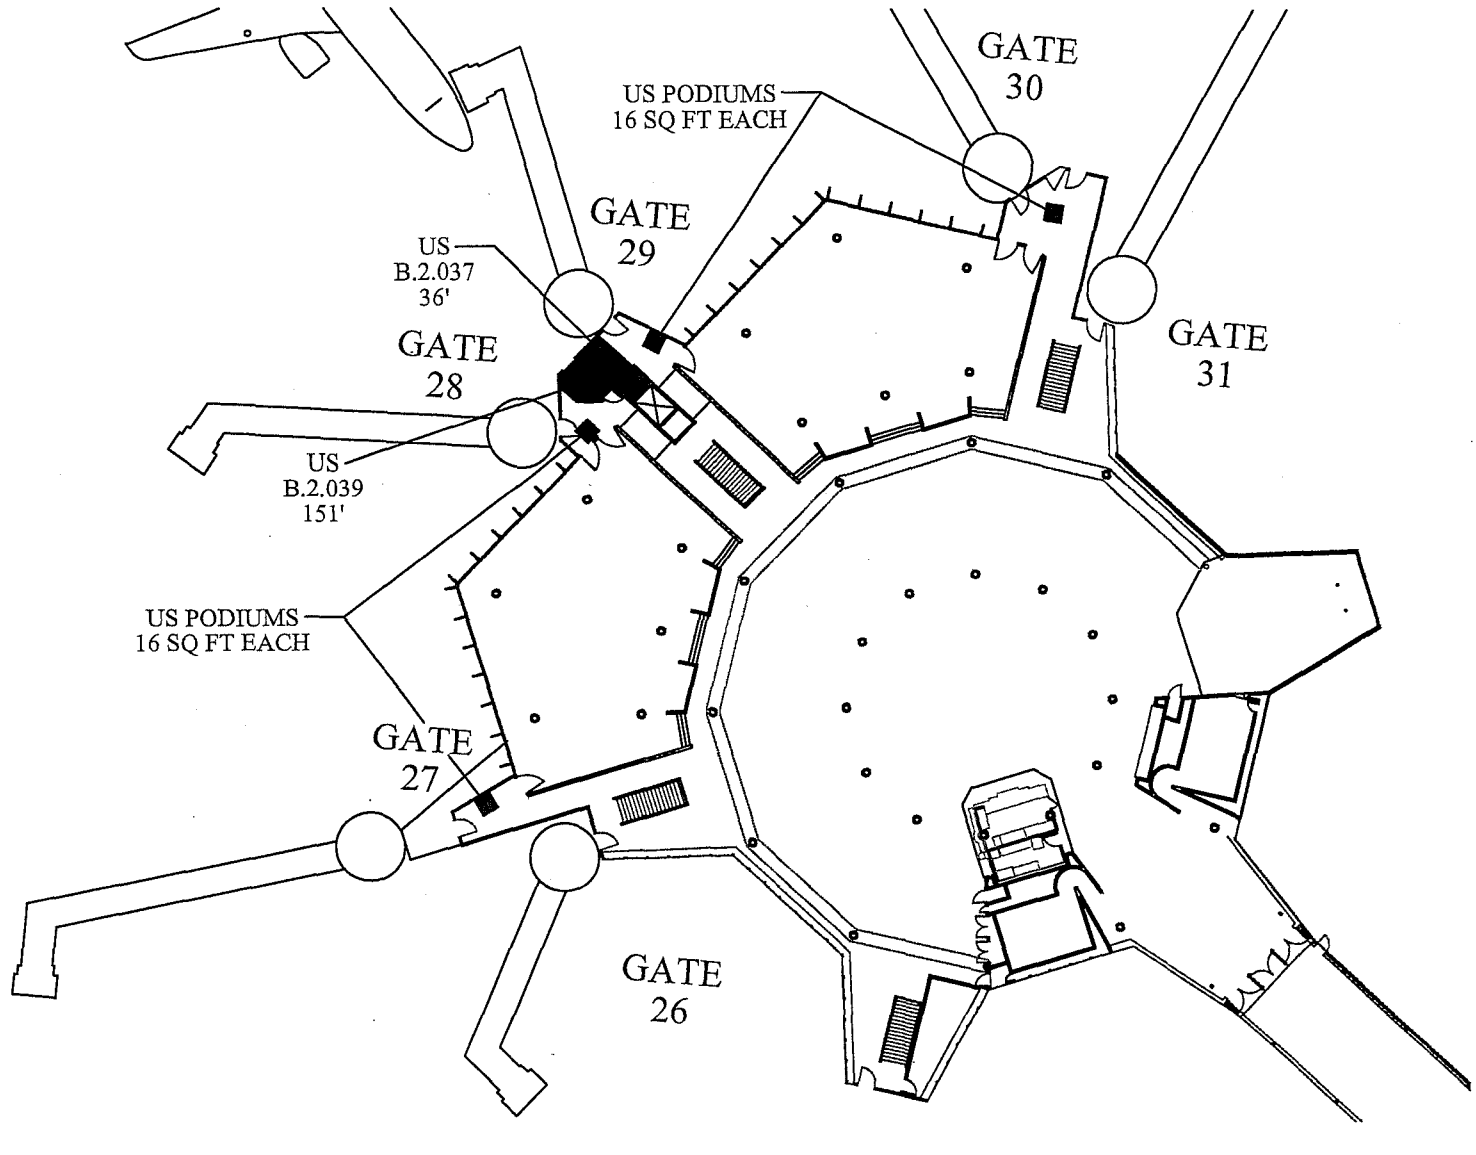 GATE
30
US PODIUMS
16 SQ FT EACH
GATE
29
US
B.2.037
36'
GATE
28
GATE
31
US
B.2.039
151'
US PODIUMS
16 SQ FT EACH
GATE
27
GATE
26